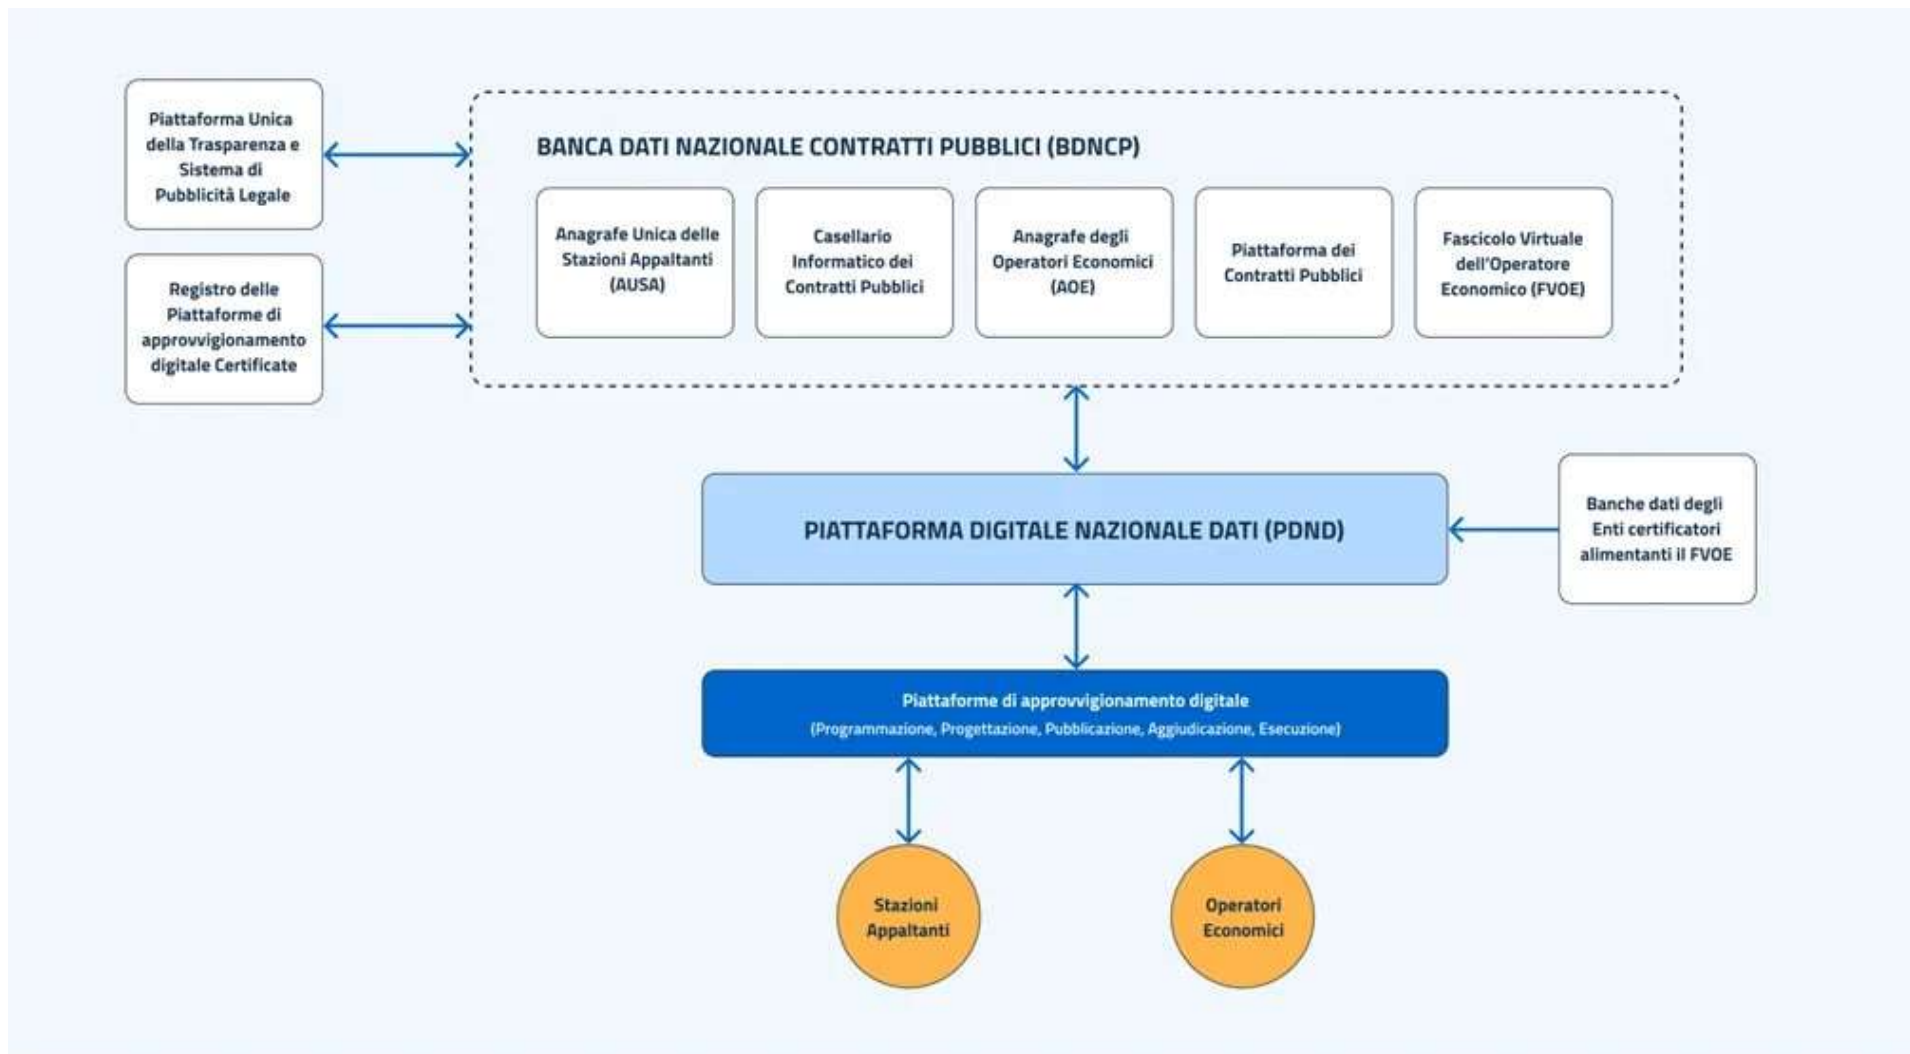 Piattaforma Unica
della Trasparenza e
Sistema di
Pubblicità Legale
Registro delle
Piattaforme di
approvvigionamento
digitale Certificate
BANCA DATI NAZIONALE CONTRATTI PUBBLICI (BDNCP)
Anagrafe Unica delle
Stazioni Appaltanti
(AUSA)
Casellario
Informatico dei
Contratti Pubblici
Anagrafe degli
Operatori Economici
(AOE)
Piattaforma dei
Contratti Pubblici
Fascicolo Virtuale
dell'Operatore
Economico (FVOE)
PIATTAFORMA DIGITALE NAZIONALE DATI (PDND)
Banche dati degli
Enti certificatori
alimentanti il FVOE
Piattaforme di approvvigionamento digitale
(Programmazione, Progettazione, Pubblicazione, Aggiudicazione, Esecuzione)
Stazioni
Appaltanti
Operatori
Economici